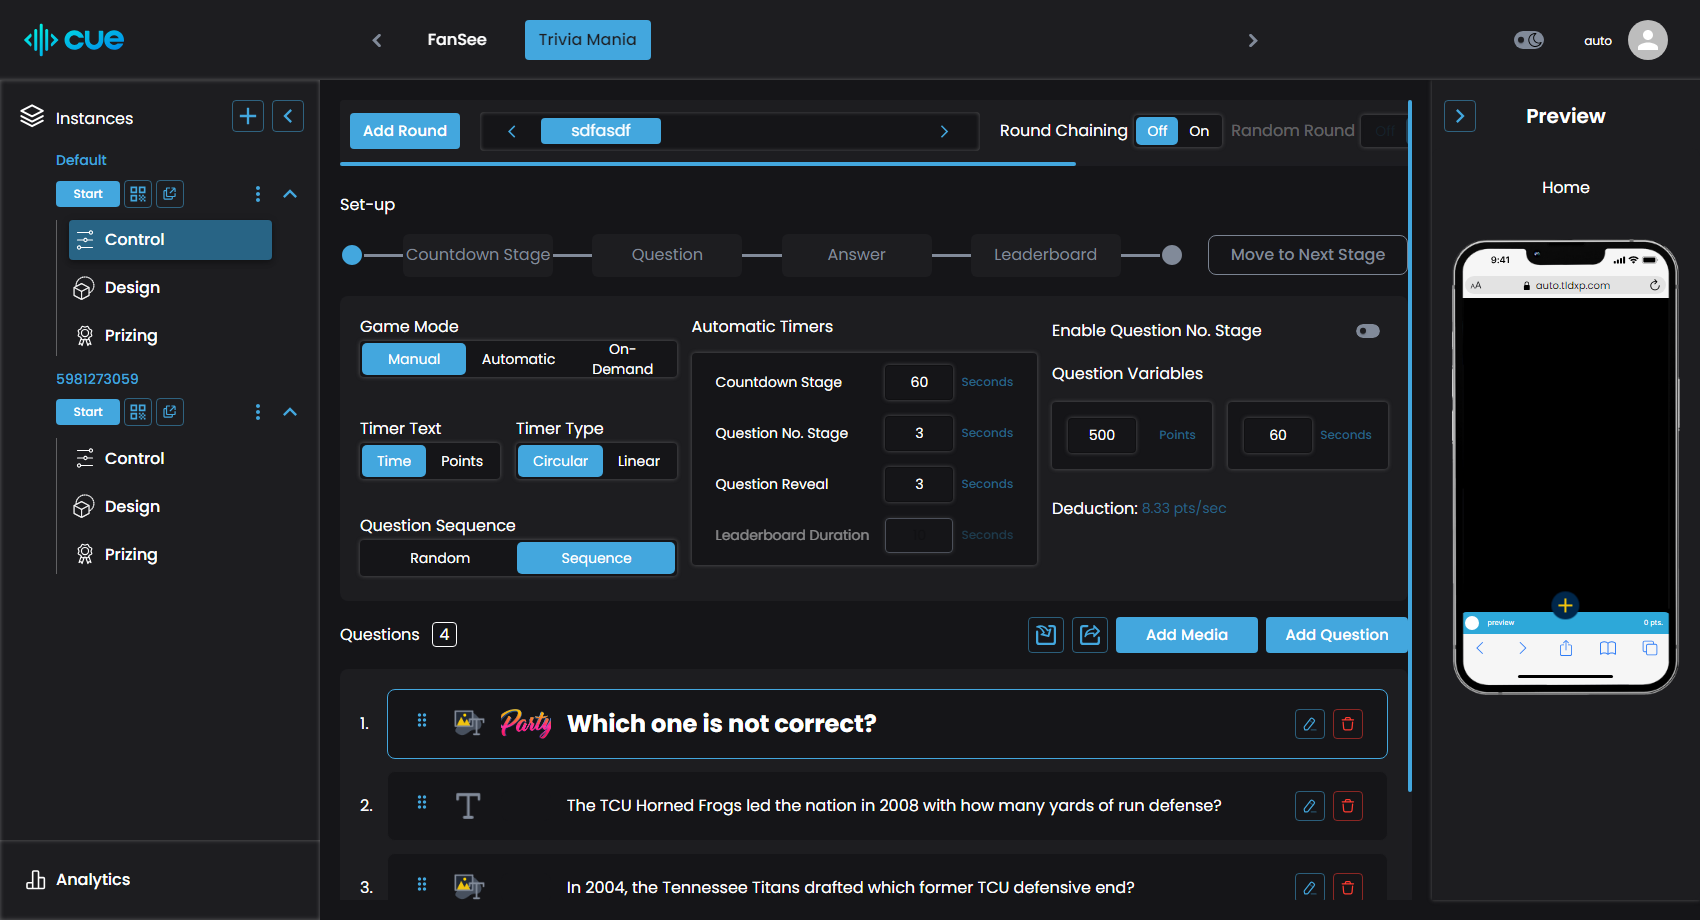 cue
FanSee
Trivia Mania
auto
Instances
Default
Start
Control
Design
Prizing
5981273059
Start
Control
Design
Prizing
Analytics
Add Round
sdfasdf
Round Chaining
Off
On
Random Round
Off
Set-up
Countdown Stage
Question
Answer
Leaderboard
Move to Next Stage
Game Mode
Manual
Automatic
On-
Demand
Timer Text
Time
Points
Timer Type
Circular
Linear
Question Sequence
Random
Sequence
Automatic Timers
Countdown Stage
60
Seconds
Question No. Stage
3
Seconds
Question Reveal
3
Seconds
Leaderboard Duration
Seconds
Enable Question No. Stage
Question Variables
500
Points
60
Seconds
Deduction: 8.33 pts/sec
Questions
4
Add Media
Add Question
1.
Party
Which one is not correct?
2.
T
The TCU Horned Frogs led the nation in 2008 with how many yards of run defense?
3.
In 2004, the Tennessee Titans drafted which former TCU defensive end?
Preview
Home
9:41
AA
auto.tldxp.com
preview
0 pts.